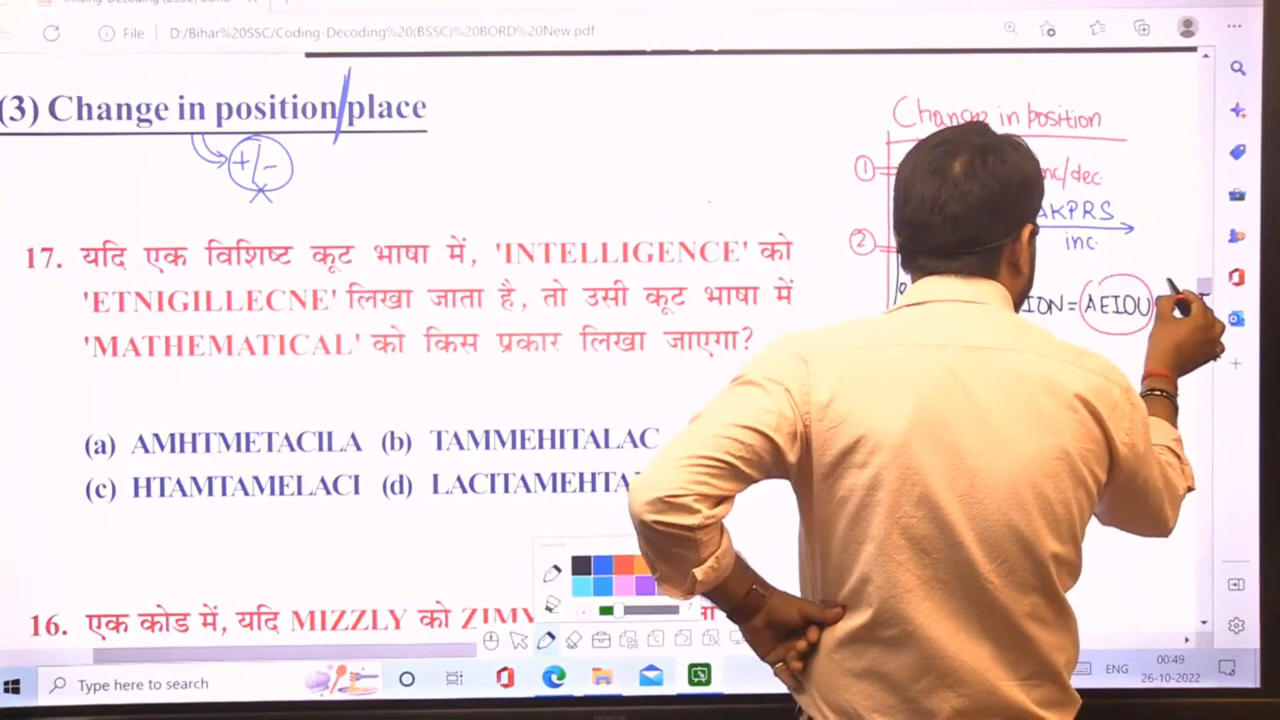 File D:/Bihar%20SSC/Coding-Decoding%20(BSSC)%20BORD%20New.pdf
(3) Change in position/place
+/-
17. यदि एक विशिष्ट कूट भाषा में, 'INTELLIGENCE' को
'ETNIGILLECNE' लिखा जाता है, तो उसी कूट भाषा में
'MATHEMATICAL' को किस प्रकार लिखा जाएगा?
(a) AMHTMETACILA (b) TAMMEHITALAC
(c) HTAMTAMELACI (d)
16. एक कोड में, यदि MIZZLY को
Change in position
①
inc/dec.
②
AKPRS
inc.
ION = AEIOU
Type here to search
ENG
00:49
26-10-2022